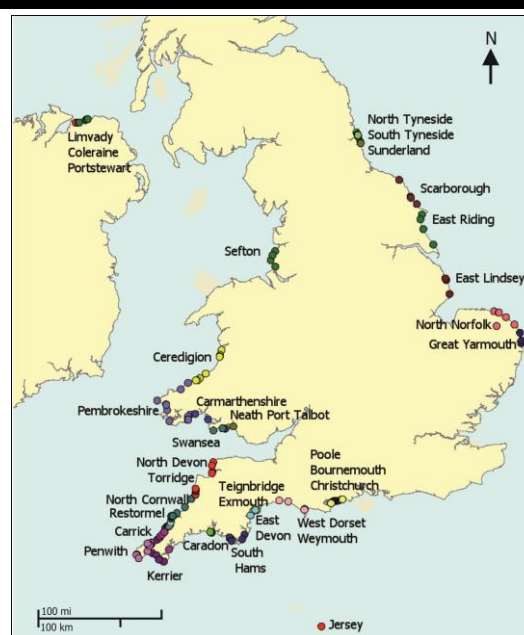 N
North Tyneside
South Tyneside
Sunderland
Limvady
Coleraine
Portstewart
Scarborough
East Riding
Sefton
East Lindsey
North Norfolk
Great Yarmouth
Ceredigion
Carmarthenshire
Pembrokeshire
Neath Port Talbot
Swansea
North Devon
Torridge
Poole
Bournemouth
Christchurch
Teignbridge
Exmouth
North Cornwall
Restormel
East
Devon
West Dorset
Weymouth
Carrick
Caradon
South
Hams
Penwith
Kerrier
100 mi
100 km
Jersey